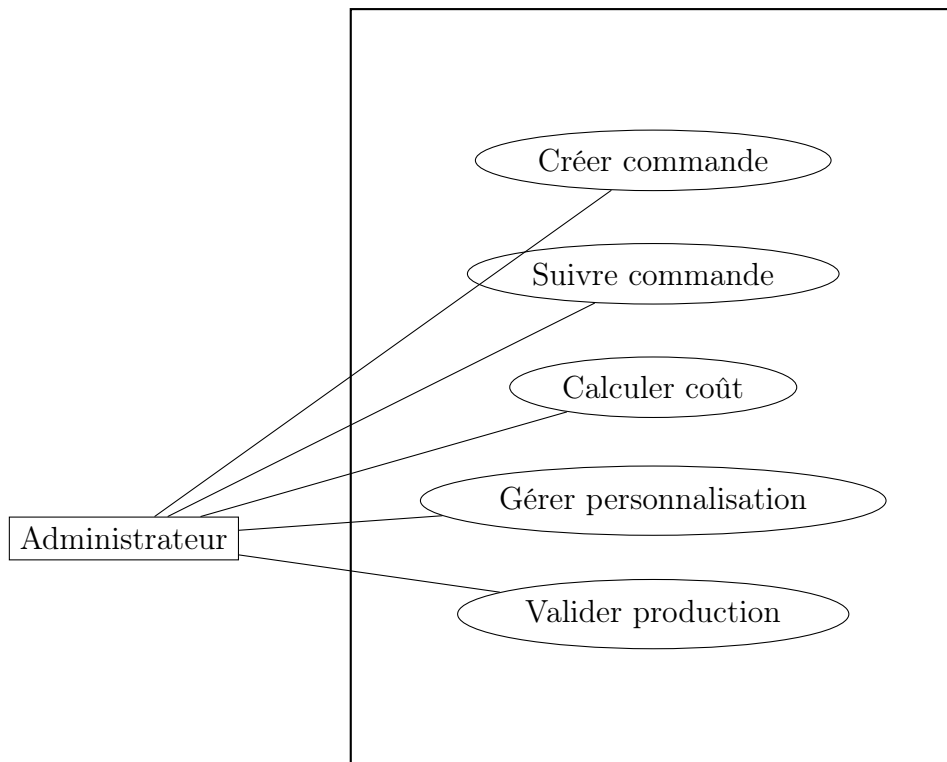 Créer commande
Suivre commande
Calculer coût
Gérer personnalisation
Administrateur
Valider production